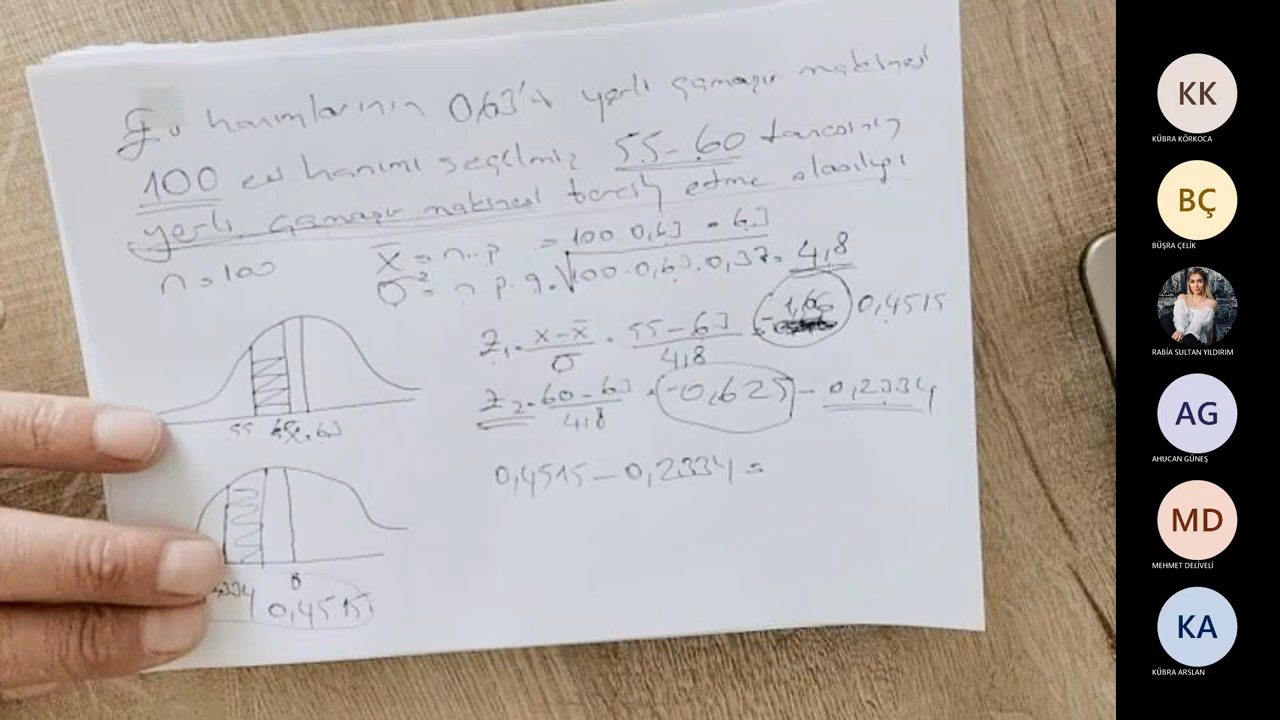 Ev hanımlarının 0,63'ü yerli çamaşır makinesi
100 ev hanımı seçelmiş 55-60 tanesinin
yerli çamaşır makinesi tercih etme olasılığı
n=100
x̄ = n.p = 100.0,63 = 63
σ² = n.p.q = √100.0,63.0,37 = 4,8
Z₁ = x-x̄/σ = 55-63/4,8 = -1,66 0,4515
Z₂ = 60-63/4,8 = -0,625 - 0,2334
0,4515 - 0,2334 =
55 x̄=63
0
0,4515
KK
KÜBRA KÖRKOCA
BÇ
BÜŞRA ÇELİK
RABİA SULTAN YILDIRIM
AG
AHUCAN GÜNEŞ
MD
MEHMET DELİVELİ
KA
KÜBRA ARSLAN